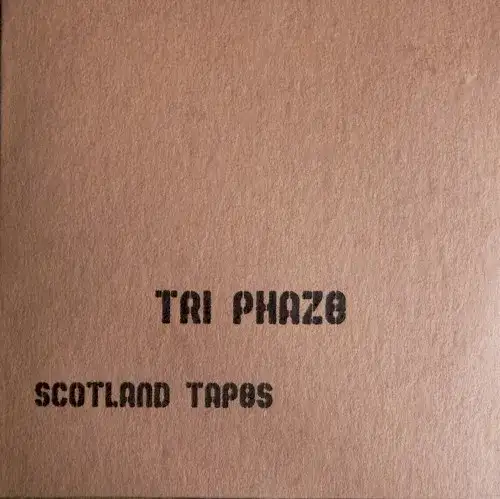 TRI PHAZE
SCOTLAND TAPES